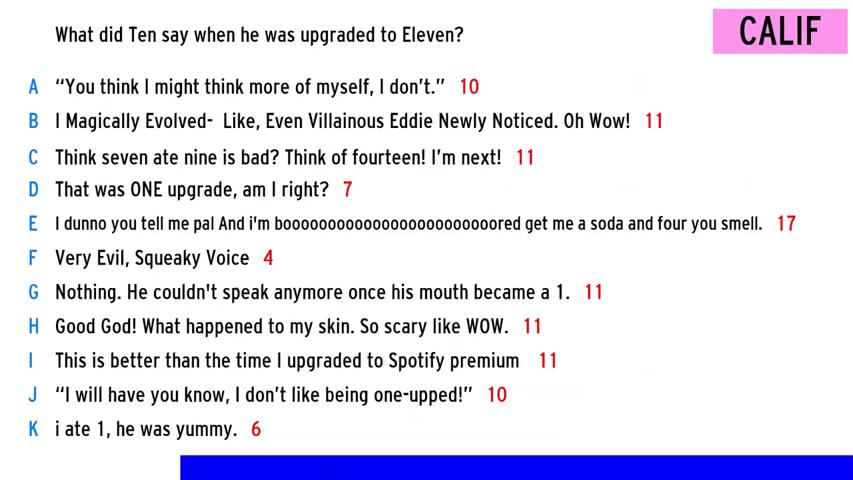 What did Ten say when he was upgraded to Eleven?
CALIF
A “You think I might think more of myself, I don’t.” 10
B I Magically Evolved- Like, Even Villainous Eddie Newly Noticed. Oh Wow! 11
C Think seven ate nine is bad? Think of fourteen! I’m next! 11
D That was ONE upgrade, am I right? 7
E I dunno you tell me pal And i'm boooooooooooooooooooooooored get me a soda and four you smell. 17
F Very Evil, Squeaky Voice 4
G Nothing. He couldn't speak anymore once his mouth became a 1. 11
H Good God! What happened to my skin. So scary like WOW. 11
I This is better than the time I upgraded to Spotify premium 11
J “I will have you know, I don’t like being one-upped!” 10
K i ate 1, he was yummy. 6